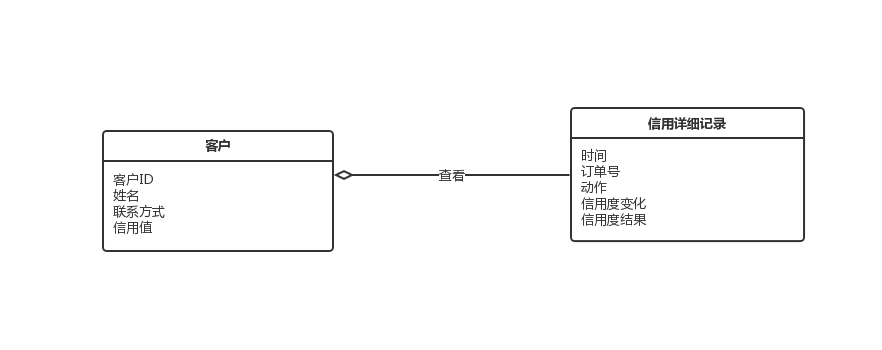 客户
客户ID
姓名
联系方式
信用值
查看
信用详细记录
时间
订单号
动作
信用度变化
信用度结果